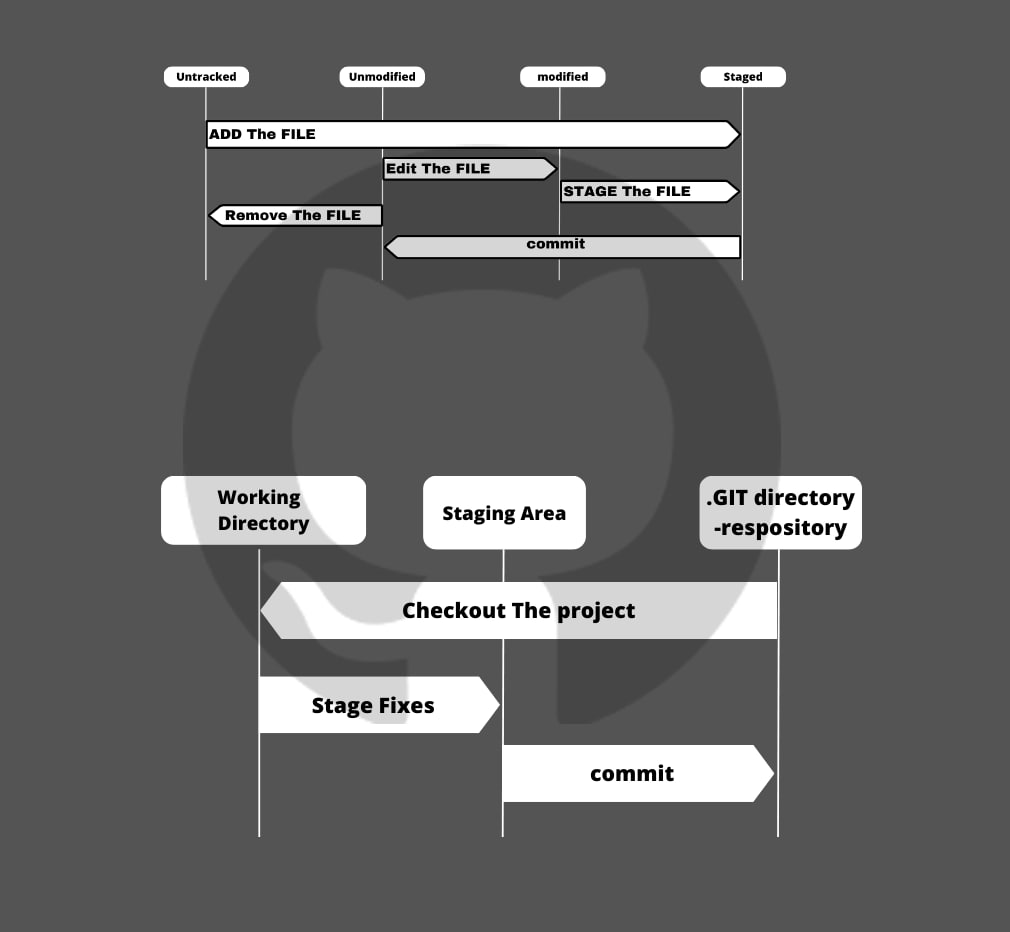 Untracked
Unmodified
modified
Staged
ADD The FILE
Edit The FILE
STAGE The FILE
Remove The FILE
commit
Working
Directory
Staging Area
.GIT directory
-respository
Checkout The project
Stage Fixes
commit